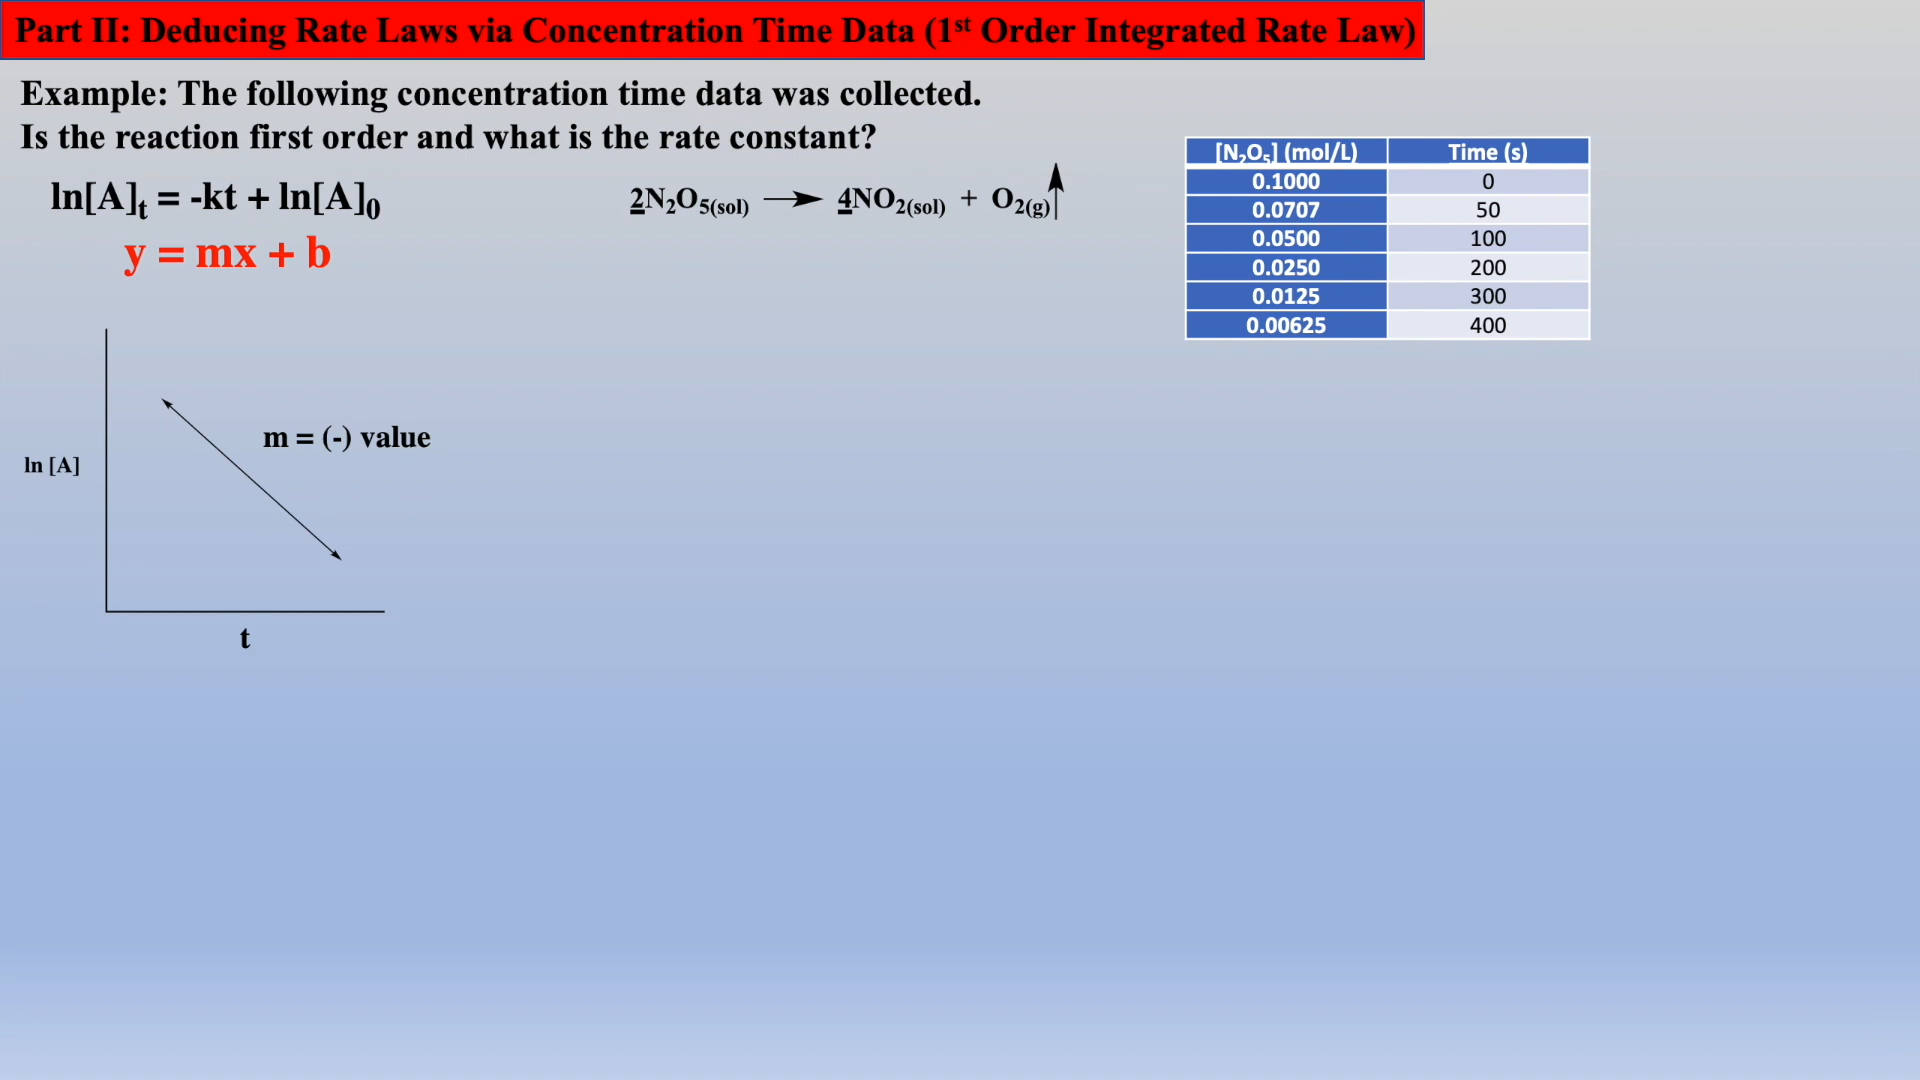 Part II: Deducing Rate Laws via Concentration Time Data (1st Order Integrated Rate Law)
Example: The following concentration time data was collected.
Is the reaction first order and what is the rate constant?
ln[A]t = -kt + ln[A]0
y = mx + b
2N2O5(sol) → 4NO2(sol) + O2(g)↑
[N2O5] (mol/L) Time (s)
0.1000 0
0.0707 50
0.0500 100
0.0250 200
0.0125 300
0.00625 400
m = (-) value
ln [A]
t